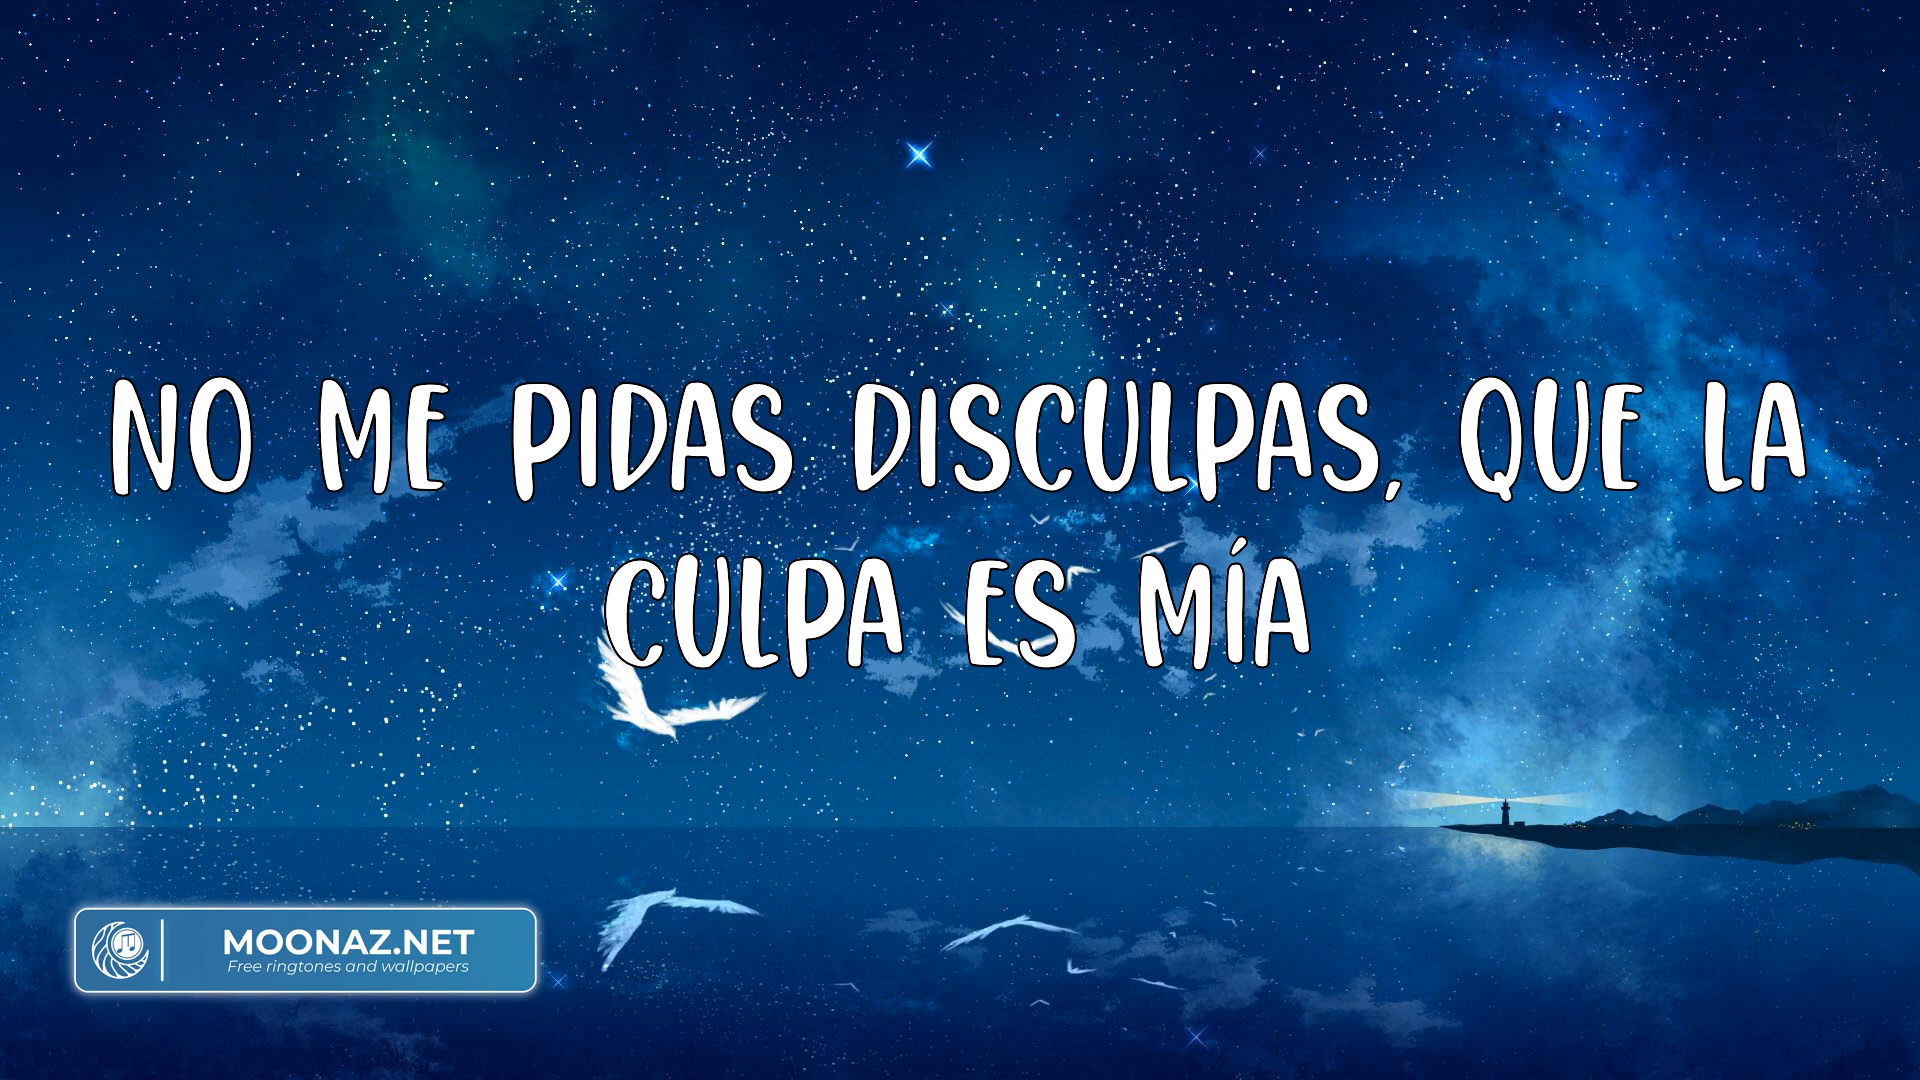 NO ME PIDAS DISCULPAS, QUE LA
CULPA ES MÍA
MOONAZ.NET
Free ringtones and wallpapers